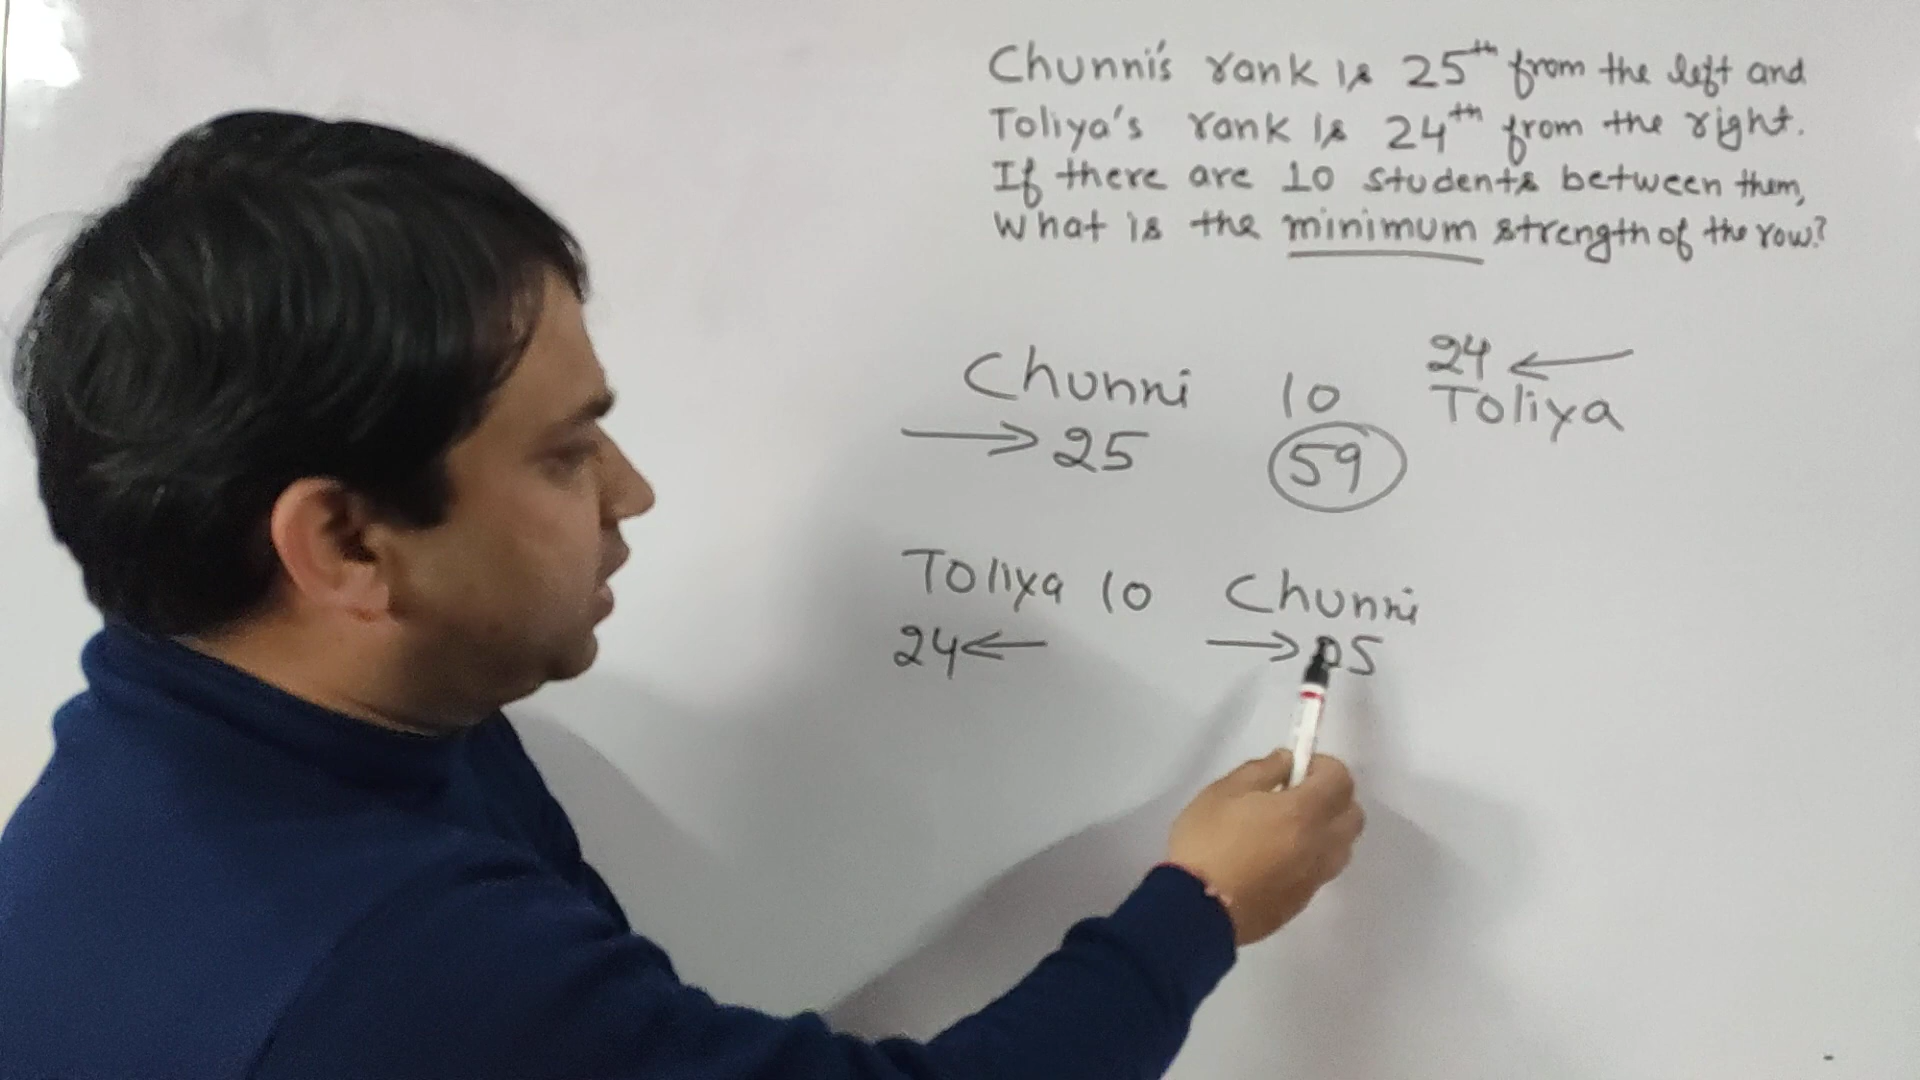 Chunni's rank is 25th from the left and
Toliya's rank is 24th from the right.
If there are 10 students between them,
What is the minimum strength of the row?
24 ←
Chunni 10 Toliya
→ 25 59
Toliya 10 Chunni
24 ← → 25